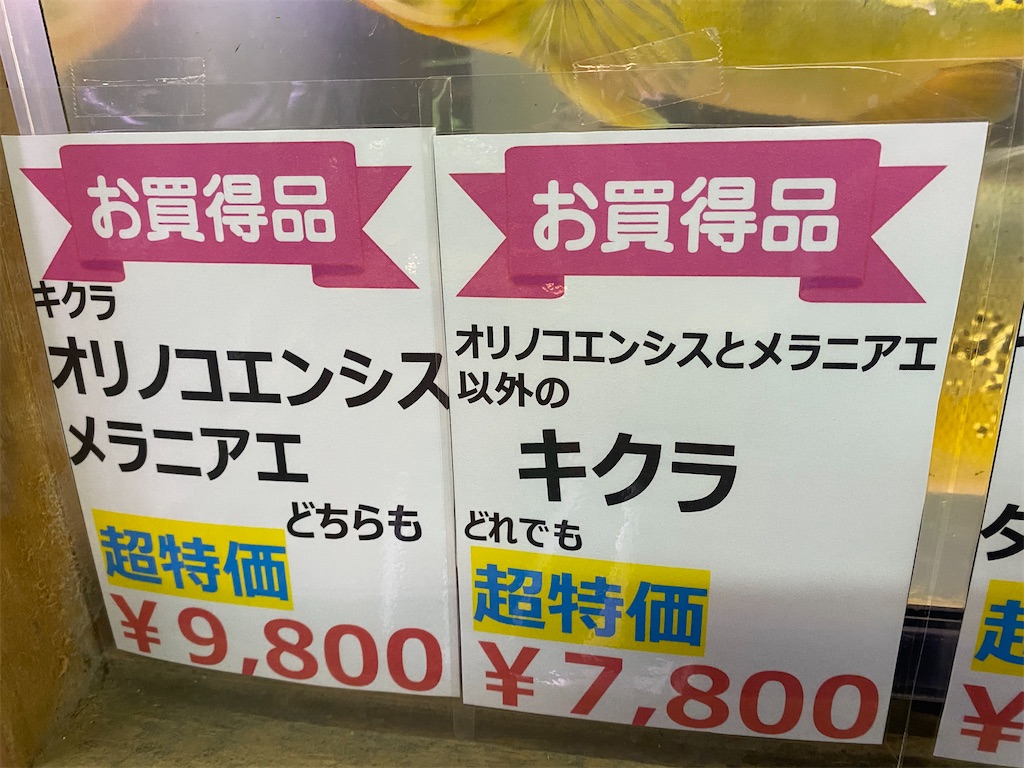 お買得品
キクラ
オリノコエンシス
メラニアエ
どちらも
超特価
￥9,800
お買得品
オリノコエンシスとメラニアエ
以外の
キクラ
どれでも
超特価
￥7,800
タ
超
￥